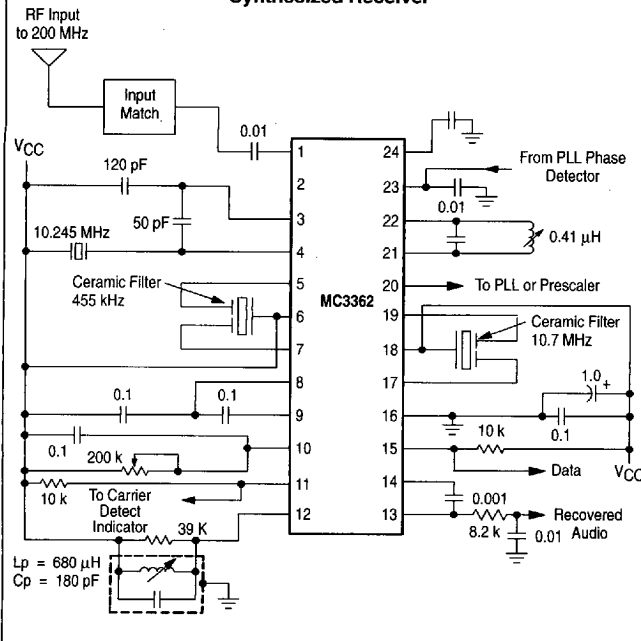 Synthesized Receiver
RF Input
to 200 MHz
Input
Match
0.01
VCC
120 pF
50 pF
10.245 MHz
Ceramic Filter
455 kHz
0.1
0.1
0.1
200 k
10 k
To Carrier
Detect
Indicator
39 K
Lp = 680 μH
Cp = 180 pF
1
2
3
4
5
6
7
8
9
10
11
12
MC3362
24
23
22
21
20
19
18
17
16
15
14
13
From PLL Phase
Detector
0.01
0.41 μH
To PLL or Prescaler
Ceramic Filter
10.7 MHz
1.0
+
0.1
10 k
VCC
Data
0.001
8.2 k
0.01
Recovered
Audio